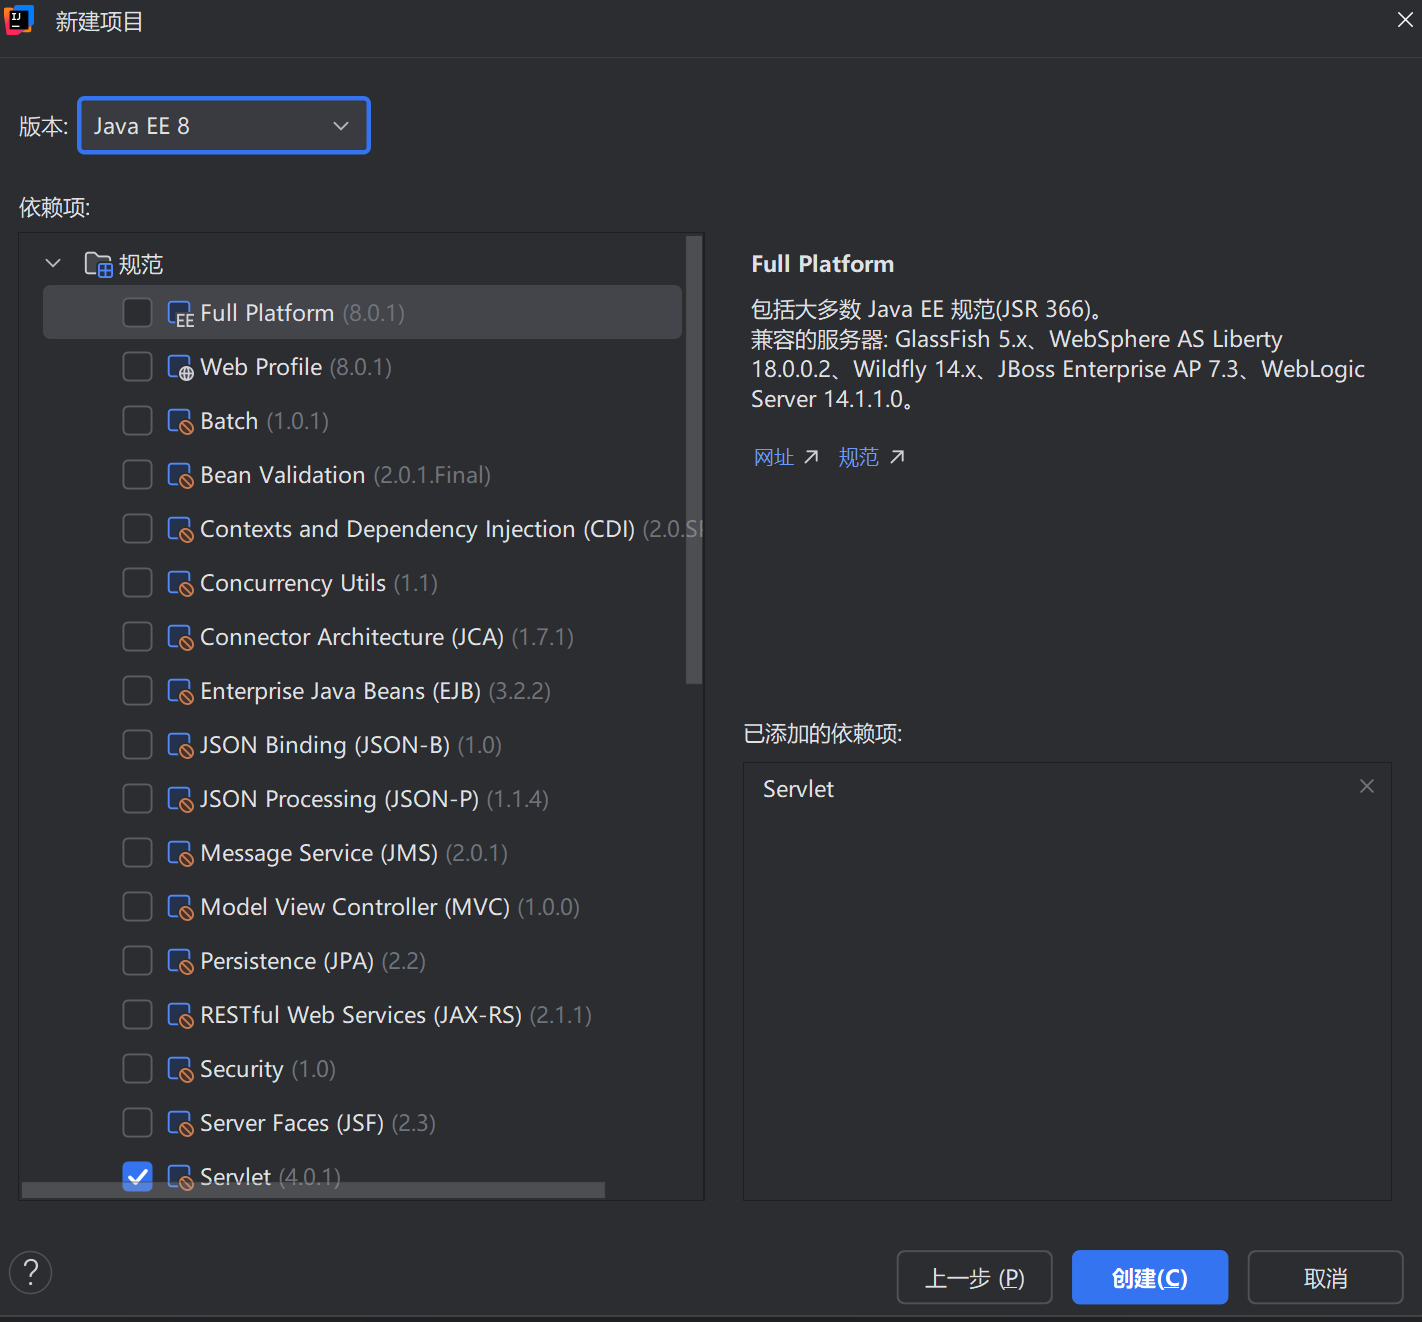 新建项目
版本: Java EE 8
依赖项:
规范
Full Platform (8.0.1)
Web Profile (8.0.1)
Batch (1.0.1)
Bean Validation (2.0.1.Final)
Contexts and Dependency Injection (CDI) (2.0.SP
Concurrency Utils (1.1)
Connector Architecture (JCA) (1.7.1)
Enterprise Java Beans (EJB) (3.2.2)
JSON Binding (JSON-B) (1.0)
JSON Processing (JSON-P) (1.1.4)
Message Service (JMS) (2.0.1)
Model View Controller (MVC) (1.0.0)
Persistence (JPA) (2.2)
RESTful Web Services (JAX-RS) (2.1.1)
Security (1.0)
Server Faces (JSF) (2.3)
Servlet (4.0.1)
Full Platform
包括大多数 Java EE 规范(JSR 366)。
兼容的服务器: GlassFish 5.x、WebSphere AS Liberty
18.0.0.2、Wildfly 14.x、JBoss Enterprise AP 7.3、WebLogic
Server 14.1.1.0。
网址 ↗ 规范 ↗
已添加的依赖项:
Servlet
? 上一步 (P) 创建(C) 取消